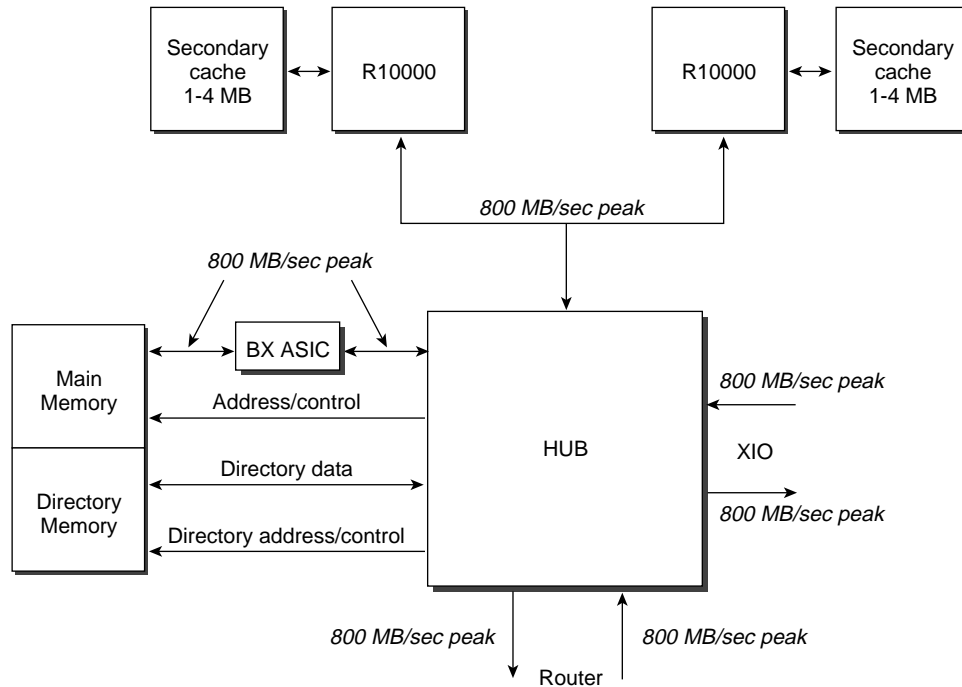 Secondary
cache
1-4 MB
R10000
R10000
Secondary
cache
1-4 MB
800 MB/sec peak
800 MB/sec peak
BX ASIC
Main
Memory
Address/control
Directory data
Directory
Memory
Directory address/control
HUB
800 MB/sec peak
XIO
800 MB/sec peak
800 MB/sec peak
800 MB/sec peak
Router